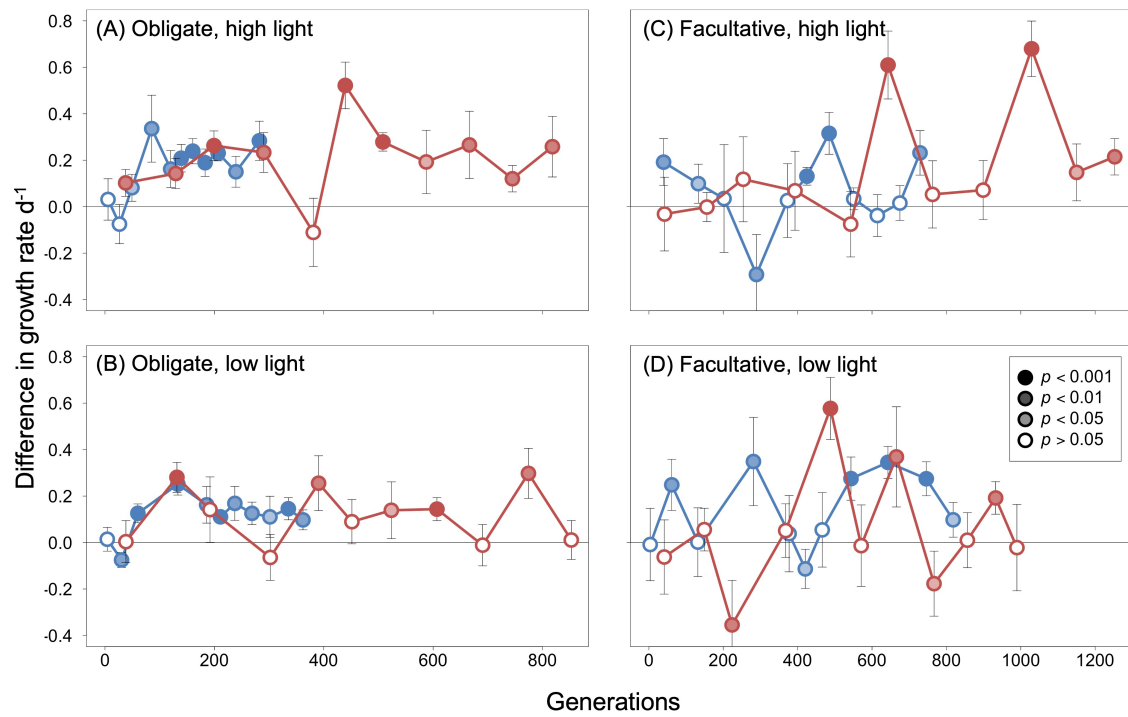 Difference in growth rate d⁻¹
(A) Obligate, high light
0.8
0.6
0.4
0.2
0.0
-0.2
-0.4
(C) Facultative, high light
(B) Obligate, low light
0.8
0.6
0.4
0.2
0.0
-0.2
-0.4
0 200 400 600 800
(D) Facultative, low light
p < 0.001
p < 0.01
p < 0.05
p > 0.05
0 200 400 600 800 1000 1200
Generations